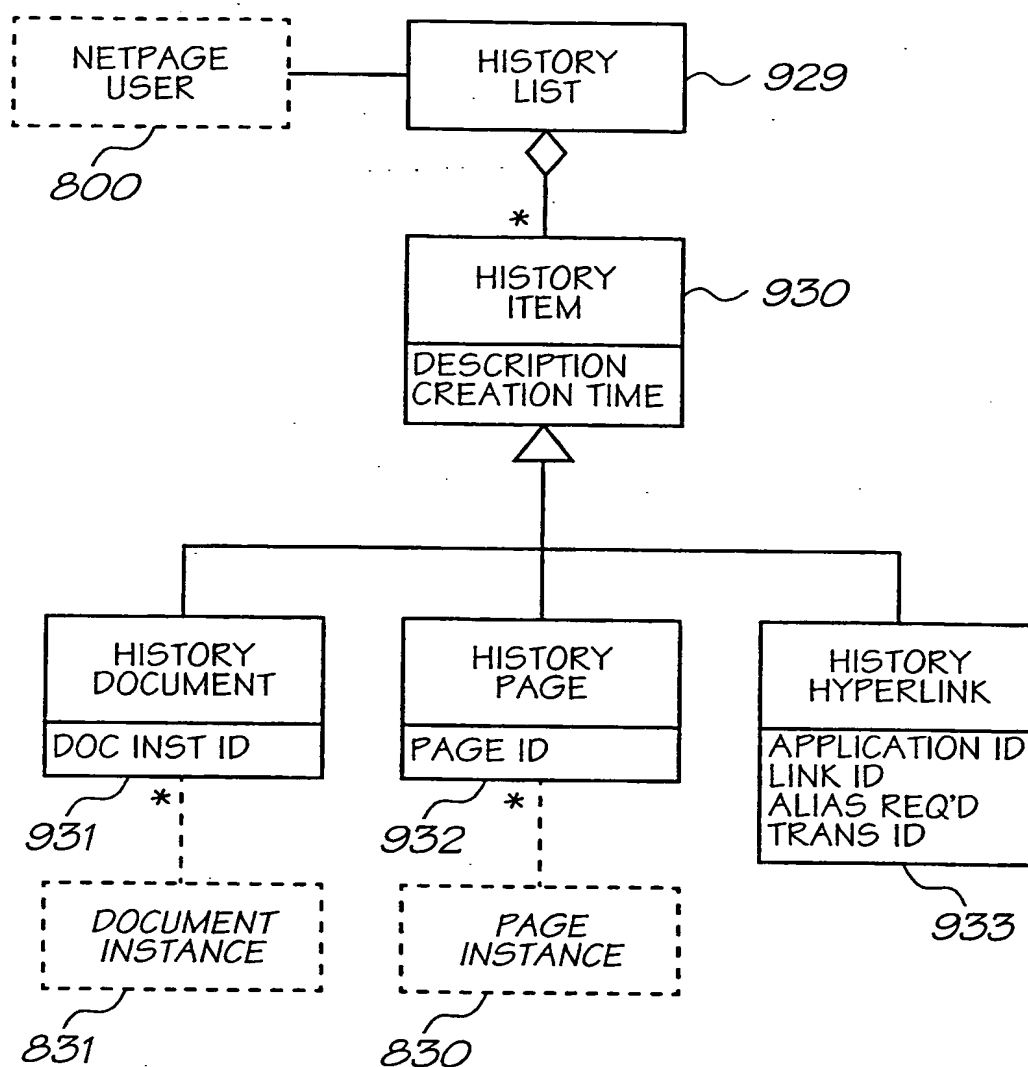 NETPAGE
USER
800
HISTORY
LIST
929
*
HISTORY
ITEM
930
DESCRIPTION
CREATION TIME
HISTORY
DOCUMENT
DOC INST ID
931
*
HISTORY
PAGE
PAGE ID
932
*
HISTORY
HYPERLINK
APPLICATION ID
LINK ID
ALIAS REQ'D
TRANS ID
933
DOCUMENT
INSTANCE
831
PAGE
INSTANCE
830